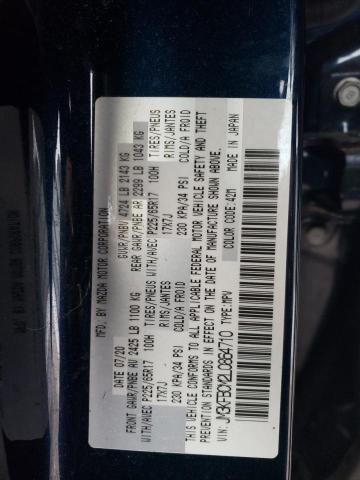 MFD. BY MAZDA MOTOR CORPORATION
DATE: 07/20 GVWR/PNBV 4724 LB 2143 KG
FRONT GAWR/PNBE AV 2425 LB 1100 KG REAR GAWR/PNBE AR 2299 LB 1043 KG
WITH/AVEC P225/65R17 100H TIRES/PNEUS WITH/AVEC P225/65R17 100H TIRES/PNEUS
17X7J RIMS/JANTES 17X7J RIMS/JANTES
230 KPA/34 PSI COLD/A FROID 230 KPA/34 PSI COLD/A FROID
THIS VEHICLE CONFORMS TO ALL APPLICABLE FEDERAL MOTOR VEHICLE SAFETY AND THEFT
PREVENTION STANDARDS IN EFFECT ON THE DATE OF MANUFACTURE SHOWN ABOVE.
MADE IN JAPAN
VIN: JM3KFBCM2L0864710 TYPE:MPV COLOR CODE:42M